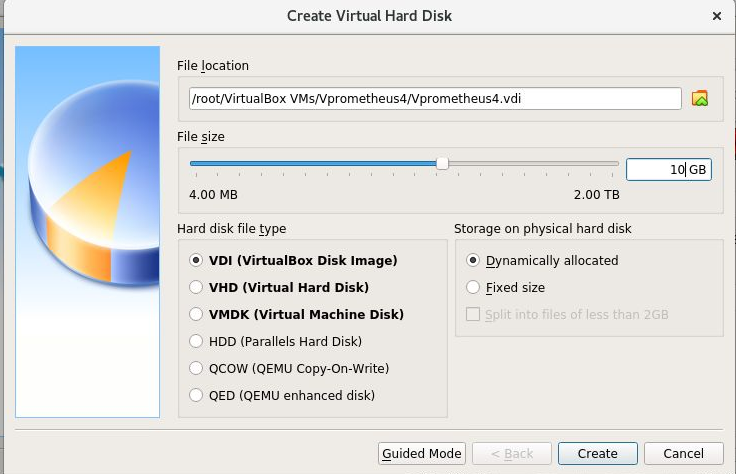 Create Virtual Hard Disk
File location
/root/VirtualBox VMs/Vprometheus4/Vprometheus4.vdi
File size
10 GB
4.00 MB 2.00 TB
Hard disk file type
VDI (VirtualBox Disk Image)
VHD (Virtual Hard Disk)
VMDK (Virtual Machine Disk)
HDD (Parallels Hard Disk)
QCOW (QEMU Copy-On-Write)
QED (QEMU enhanced disk)
Storage on physical hard disk
Dynamically allocated
Fixed size
Split into files of less than 2GB
Guided Mode < Back Create Cancel